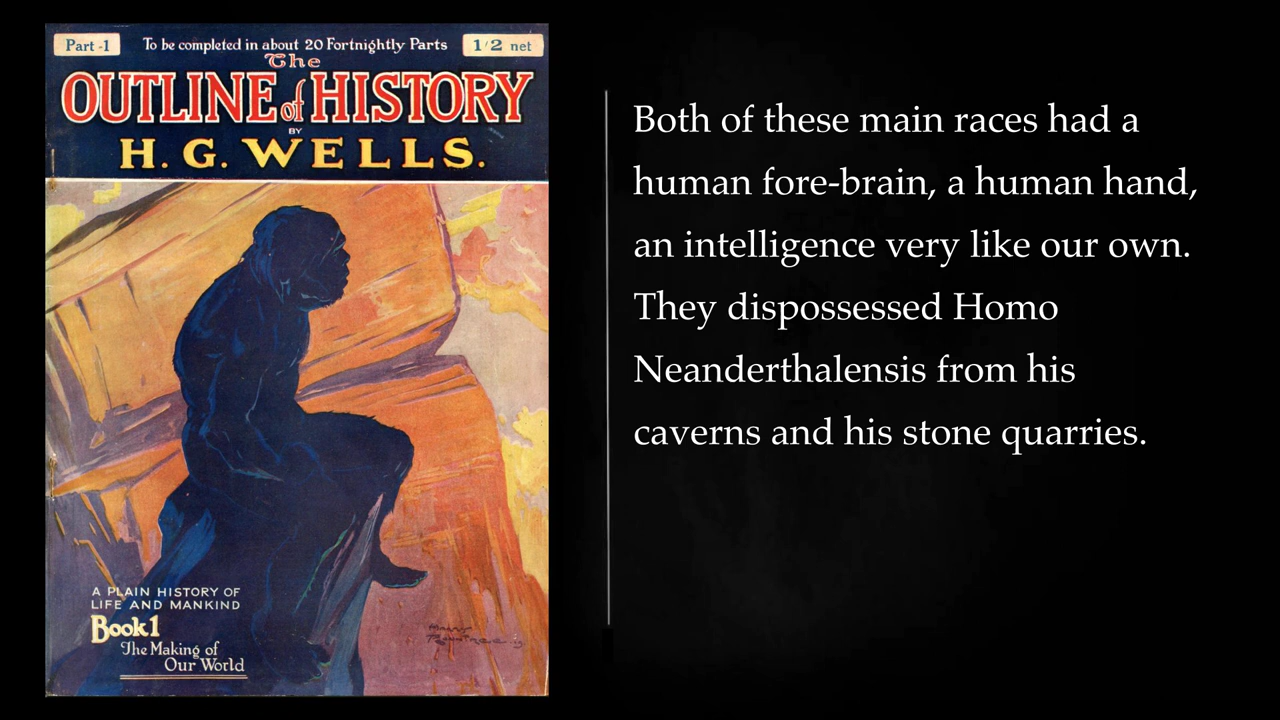 Part -1
To be completed in about 20 Fortnightly Parts
1/2 net
The
OUTLINE of HISTORY
BY
H. G. WELLS.
A PLAIN HISTORY OF
LIFE AND MANKIND
Book 1
The Making of
Our World
Both of these main races had a
human fore-brain, a human hand,
an intelligence very like our own.
They dispossessed Homo
Neanderthalensis from his
caverns and his stone quarries.